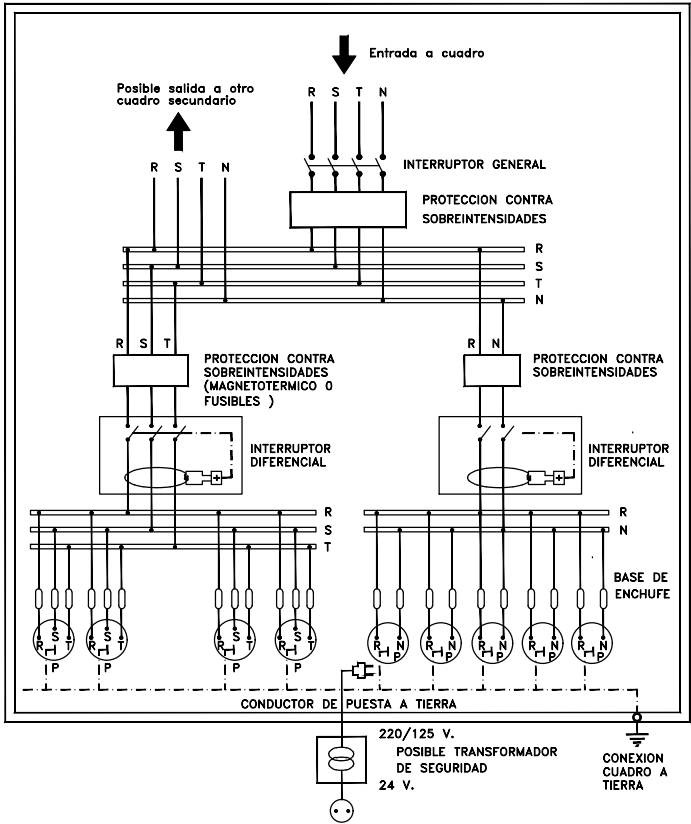 Entrada a cuadro
Posible salida a otro
cuadro secundario
R S T N
R S T N
INTERRUPTOR GENERAL
PROTECCION CONTRA
SOBREINTENSIDADES
R
S
T
N
R S T
R N
PROTECCION CONTRA
SOBREINTENSIDADES
(MAGNETOTERMICO O
FUSIBLES )
PROTECCION CONTRA
SOBREINTENSIDADES
INTERRUPTOR
DIFERENCIAL
INTERRUPTOR
DIFERENCIAL
R
S
T
R
N
BASE DE
ENCHUFE
R S T
P
R S T
P
R S T
P
R S T
P
R N
P
R N
P
R N
P
R N
P
R N
P
CONDUCTOR DE PUESTA A TIERRA
220/125 V.
POSIBLE TRANSFORMADOR
DE SEGURIDAD
24 V.
CONEXION
CUADRO A
TIERRA